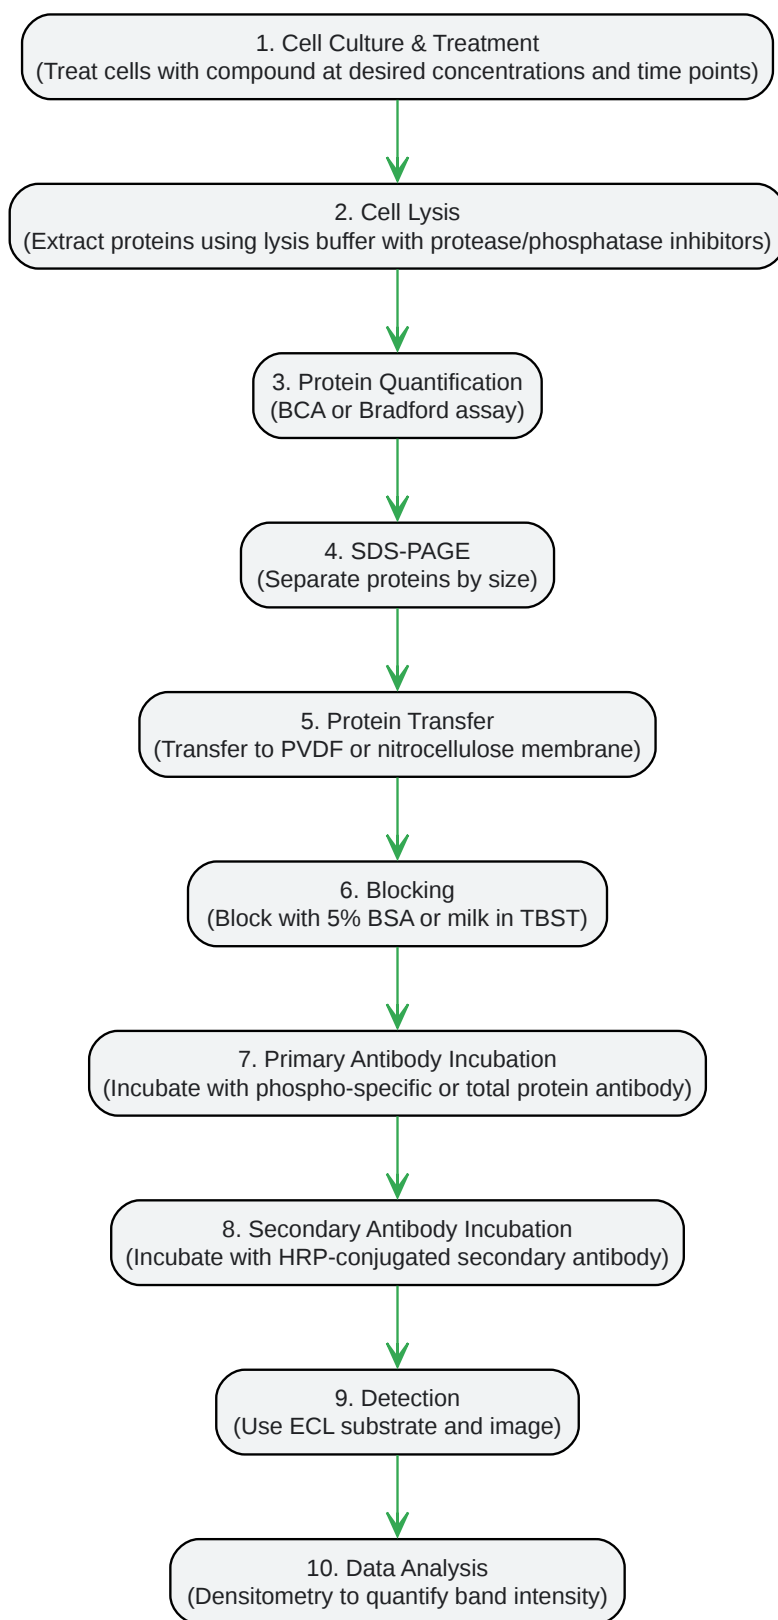 1. Cell Culture & Treatment
(Treat cells with compound at desired concentrations and time points)
2. Cell Lysis
(Extract proteins using lysis buffer with protease/phosphatase inhibitors)
3. Protein Quantification
(BCA or Bradford assay)
4. SDS-PAGE
(Separate proteins by size)
5. Protein Transfer
(Transfer to PVDF or nitrocellulose membrane)
6. Blocking
(Block with 5% BSA or milk in TBST)
7. Primary Antibody Incubation
(Incubate with phospho-specific or total protein antibody)
8. Secondary Antibody Incubation
(Incubate with HRP-conjugated secondary antibody)
9. Detection
(Use ECL substrate and image)
10. Data Analysis
(Densitometry to quantify band intensity)